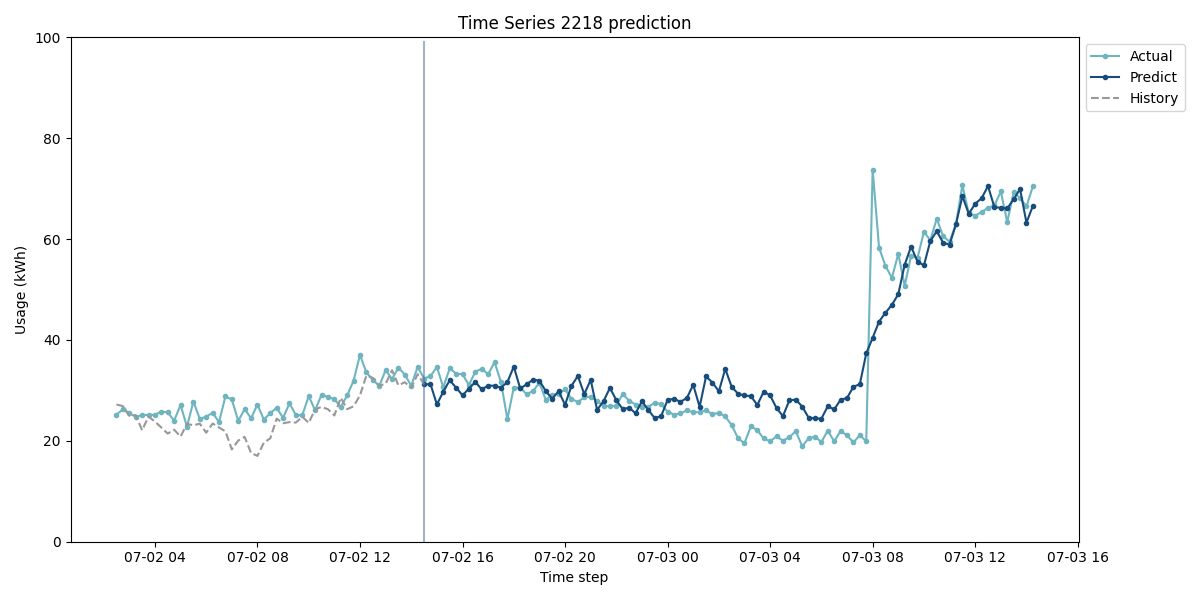 Time Series 2218 prediction
100
80
60
40
20
0
Usage (kWh)
07-02 04
07-02 08
07-02 12
07-02 16
07-02 20
07-03 00
07-03 04
07-03 08
07-03 12
07-03 16
Time step
Actual
Predict
History